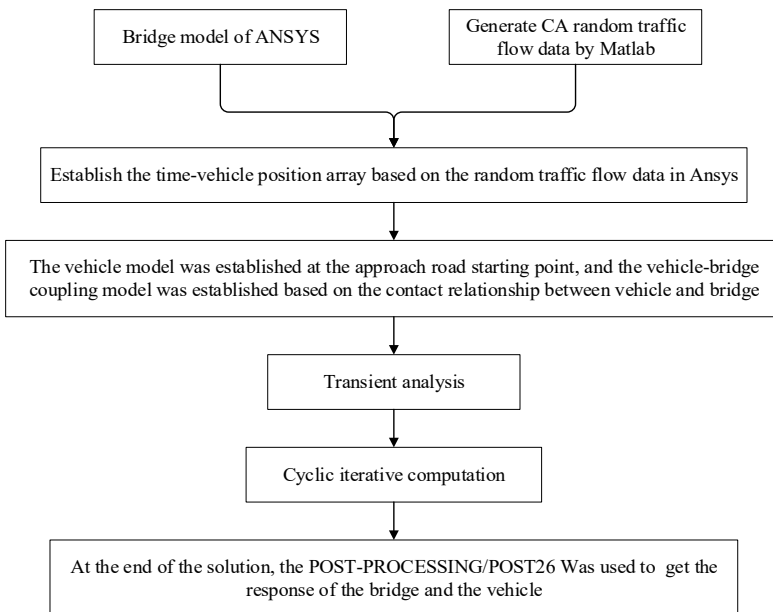 Bridge model of ANSYS
Generate CA random traffic
flow data by Matlab
Establish the time-vehicle position array based on the random traffic flow data in Ansys
The vehicle model was established at the approach road starting point, and the vehicle-bridge
coupling model was established based on the contact relationship between vehicle and bridge
Transient analysis
Cyclic iterative computation
At the end of the solution, the POST-PROCESSING/POST26 Was used to get the
response of the bridge and the vehicle